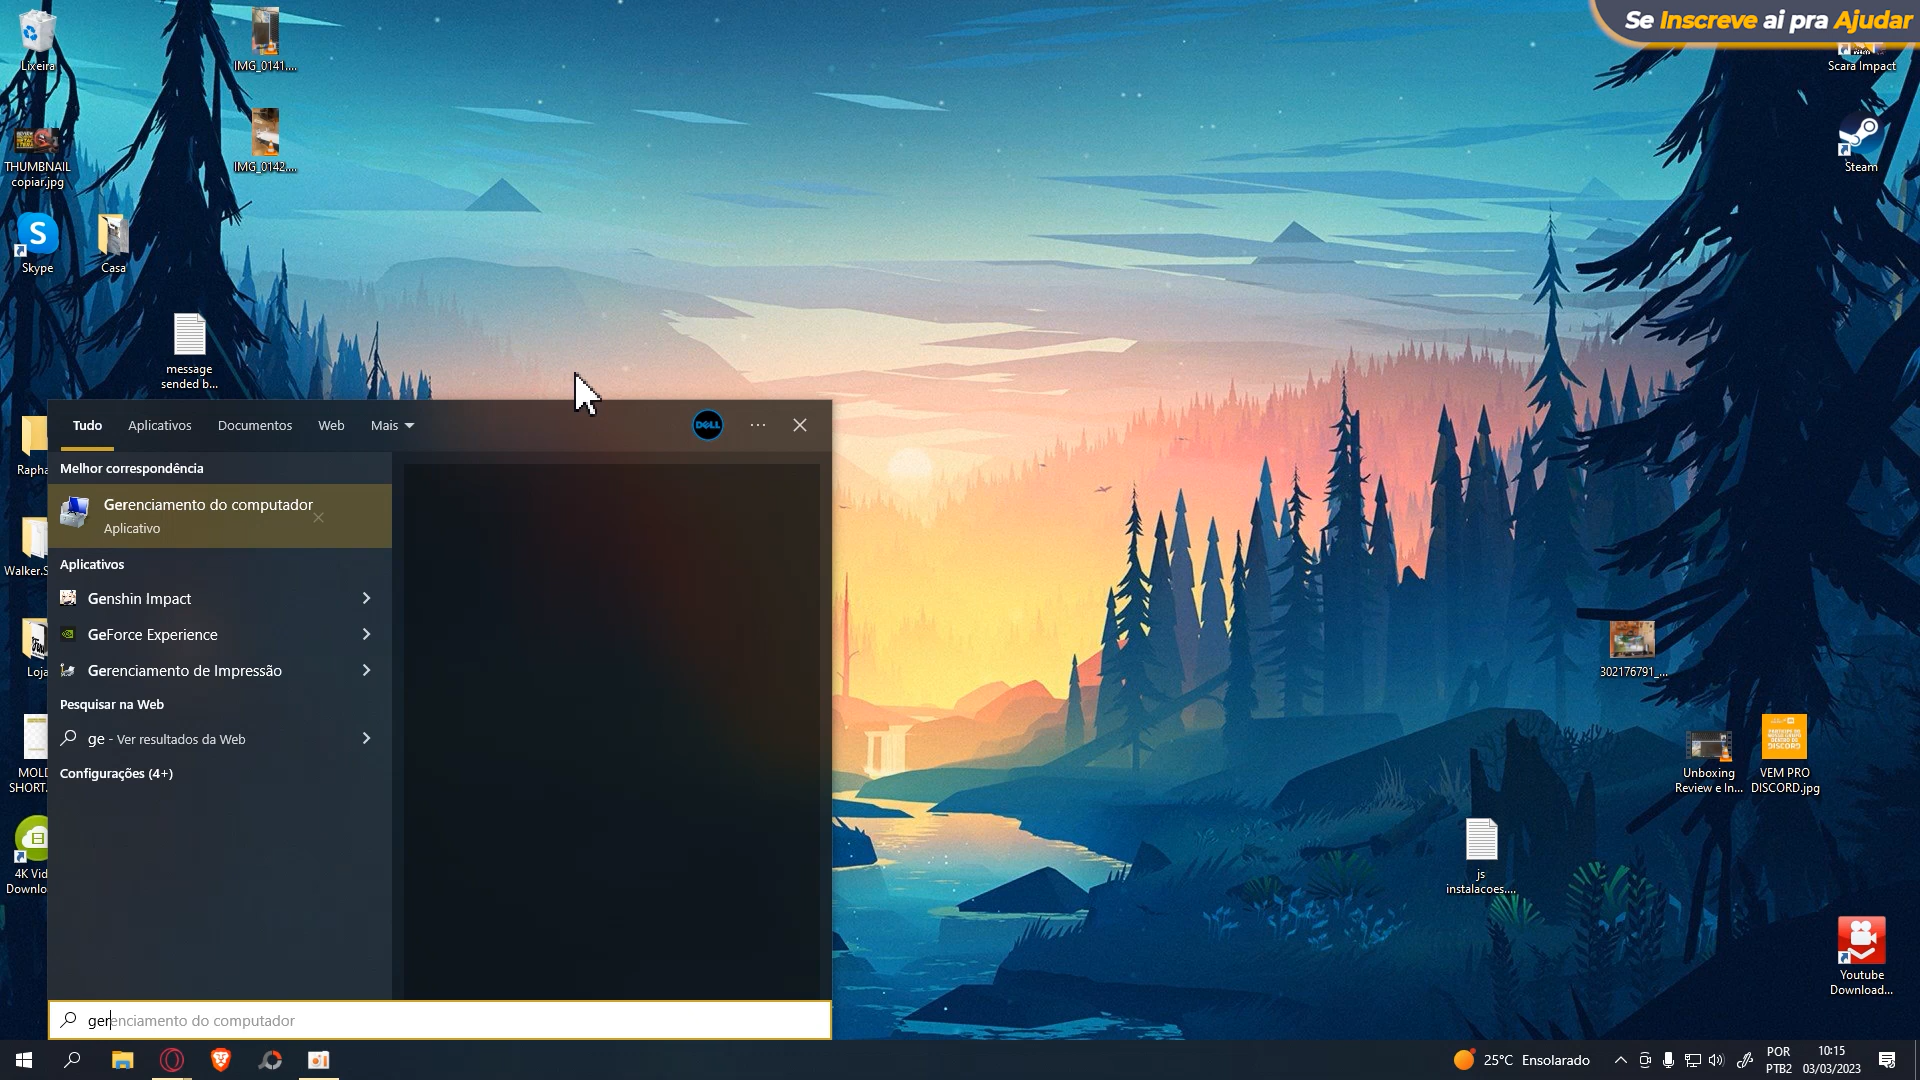 Se Inscreve ai pra Ajudar
Lixeira
IMG_0141....
Scara Impact
THUMBNAIL
copiar.jpg
IMG_0142....
Steam
Skype
Casa
message
sended b...
Rapha
Walker.S
Loja
MOLD
SHORT.
4K Vid
Downlo
Tudo
Aplicativos
Documentos
Web
Mais
DELL
Melhor correspondência
Gerenciamento do computador
Aplicativo
Aplicativos
Genshin Impact
GeForce Experience
Gerenciamento de Impressão
Pesquisar na Web
ge - Ver resultados da Web
Configurações (4+)
gerenciamento do computador
302176791_...
Unboxing
Review e In...
VEM PRO
DISCORD.jpg
js
instalacoes....
Youtube
Download...
25°C Ensolarado
POR
PTB2
10:15
03/03/2023